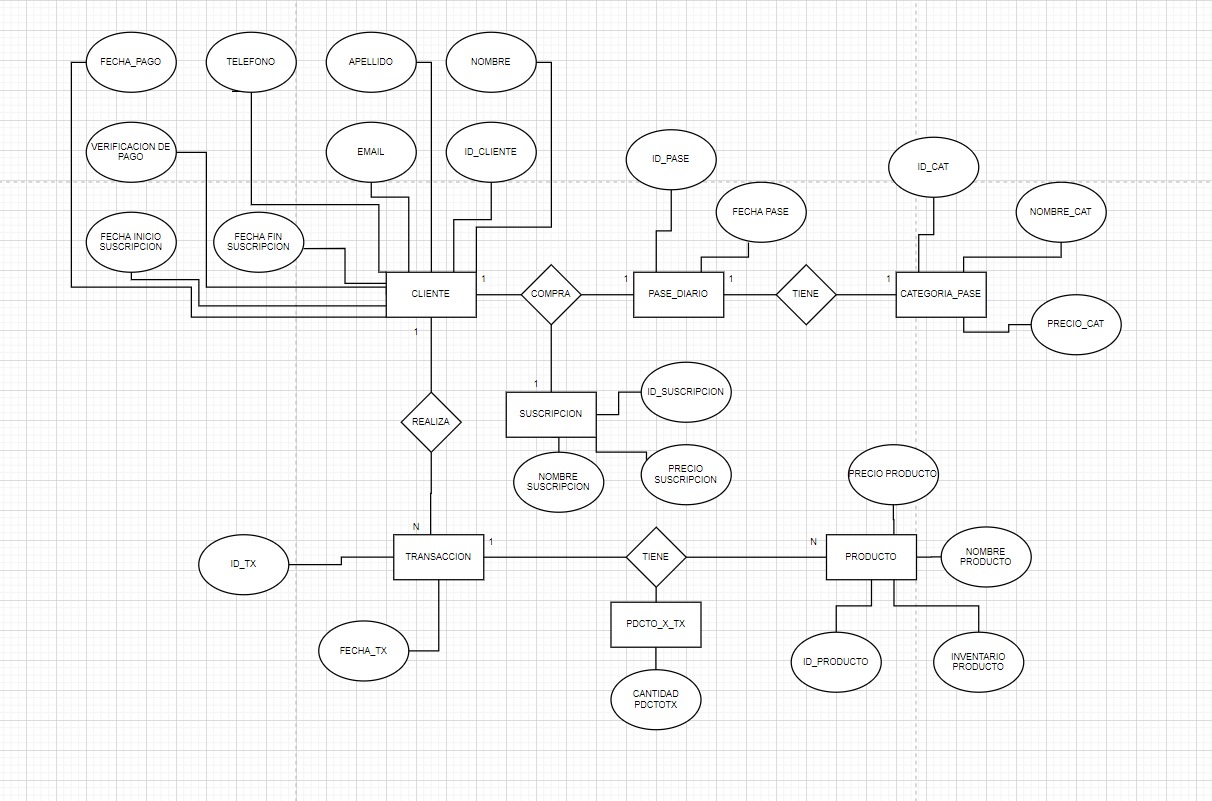 FECHA_PAGO
TELEFONO
APELLIDO
NOMBRE
VERIFICACION DE
PAGO
EMAIL
ID_CLIENTE
ID_PASE
ID_CAT
FECHA INICIO
SUSCRIPCION
FECHA FIN
SUSCRIPCION
FECHA PASE
NOMBRE_CAT
CLIENTE
1
COMPRA
1
PASE_DIARIO
1
TIENE
1
CATEGORIA_PASE
PRECIO_CAT
1
1
SUSCRIPCION
ID_SUSCRIPCION
REALIZA
NOMBRE
SUSCRIPCION
PRECIO
SUSCRIPCION
PRECIO PRODUCTO
N
TRANSACCION
1
TIENE
N
PRODUCTO
NOMBRE
PRODUCTO
ID_TX
PDCTO_X_TX
FECHA_TX
ID_PRODUCTO
INVENTARIO
PRODUCTO
CANTIDAD
PDCTOTX